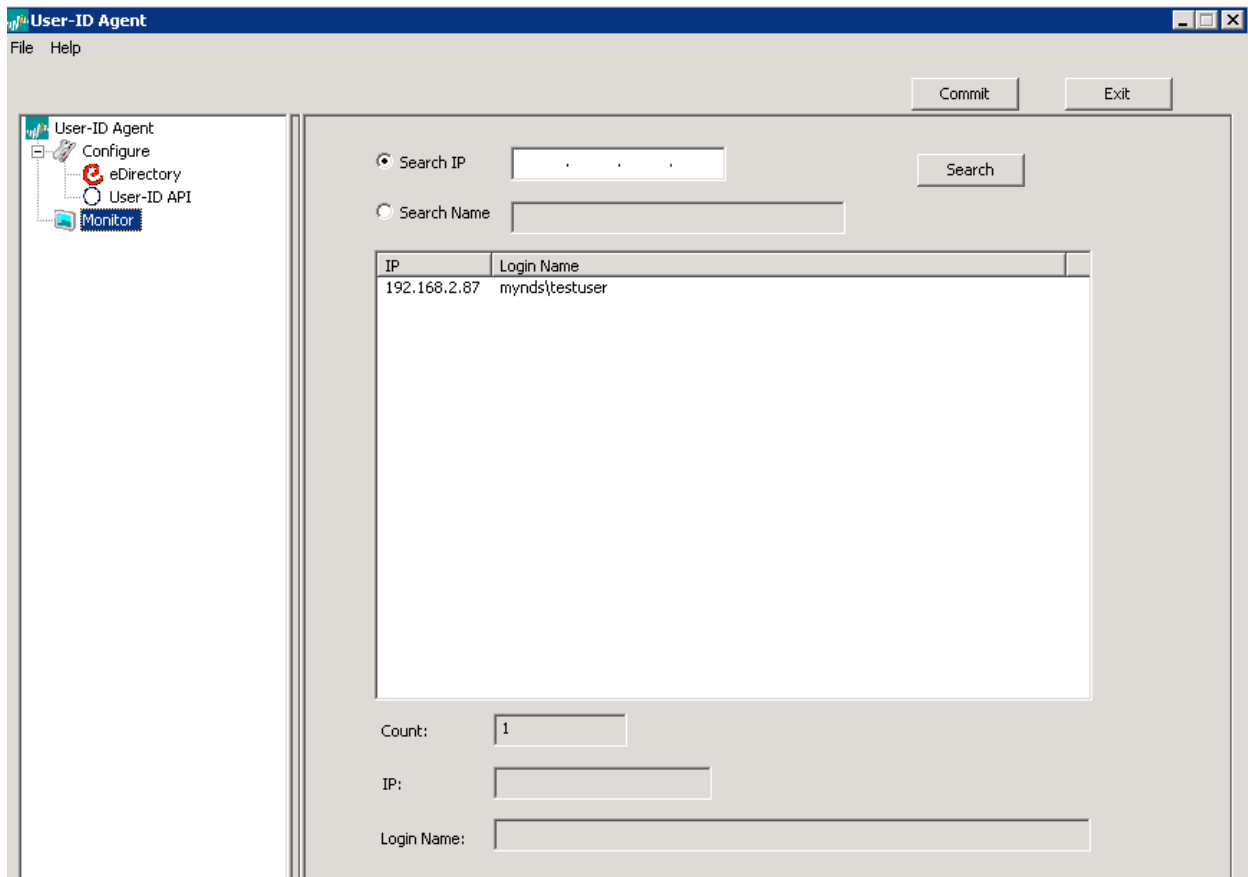 User-ID Agent
File Help
Commit Exit
User-ID Agent
Configure
eDirectory
User-ID API
Monitor
Search IP . . . Search
Search Name
IP Login Name
192.168.2.87 mynds\testuser
Count: 1
IP:
Login Name: